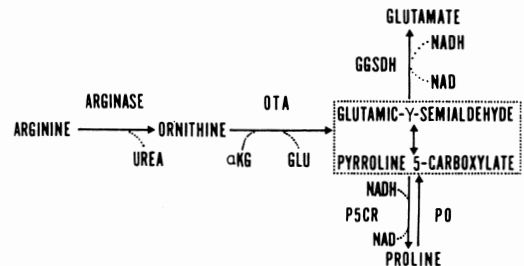 GLUTAMATE
NADH
GGSDH
NAD
ARGINASE OTA GLUTAMIC-γ-SEMIALDEHYDE
ARGININE ORNITHINE
UREA αKG GLU PYRROLINE 5-CARBOXYLATE
NADH
P5CR PO
NAD
PROLINE